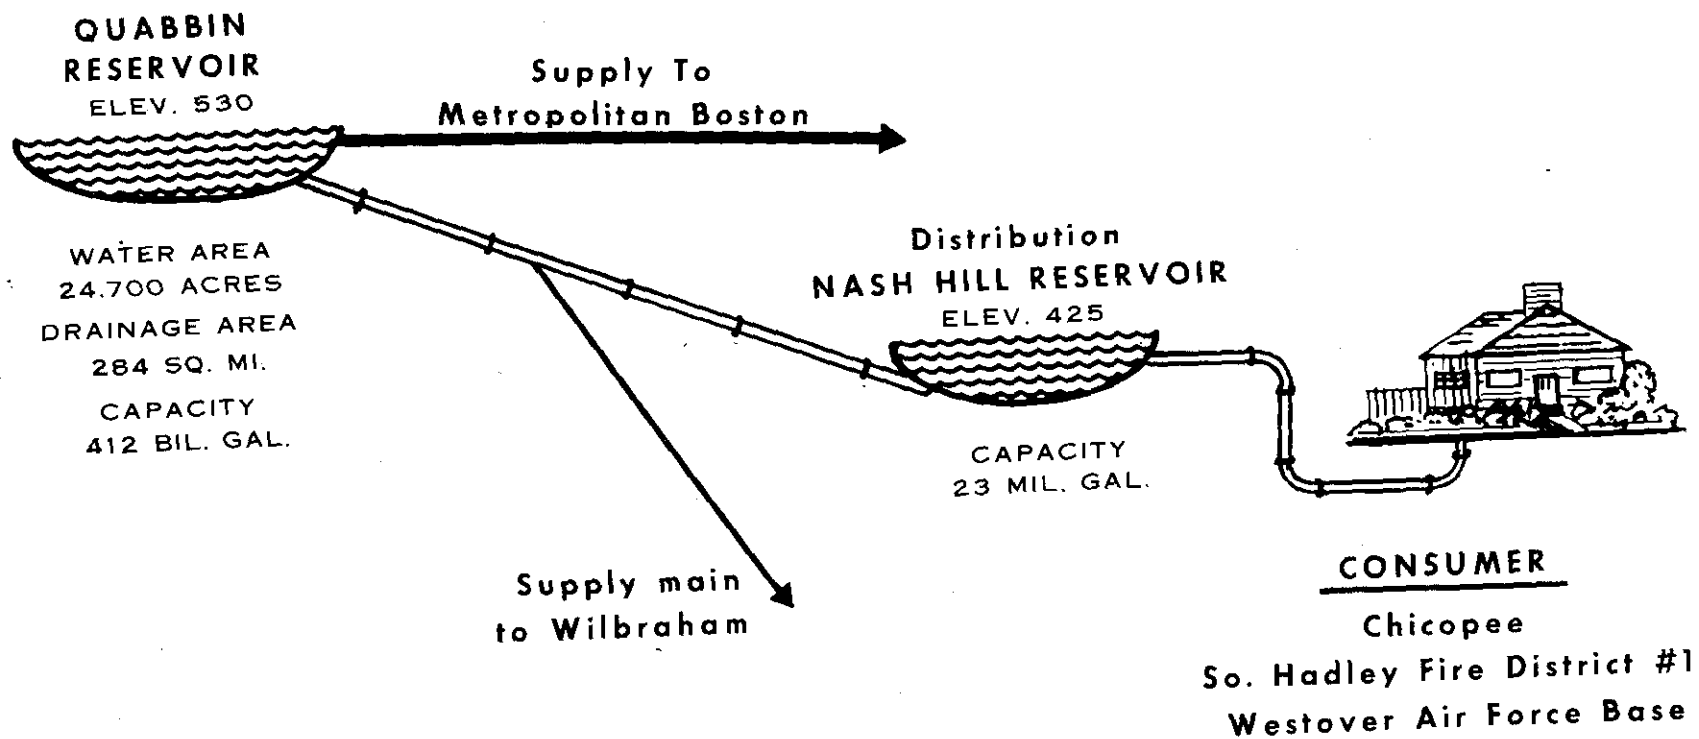 QUABBIN
RESERVOIR
ELEV. 530
Supply To
Metropolitan Boston
WATER AREA
24.700 ACRES
DRAINAGE AREA
284 SQ. MI.
CAPACITY
412 BIL. GAL.
Distribution
NASH HILL RESERVOIR
ELEV. 425
CAPACITY
23 MIL. GAL.
Supply main
to Wilbraham
CONSUMER
Chicopee
So. Hadley Fire District #1
Westover Air Force Base